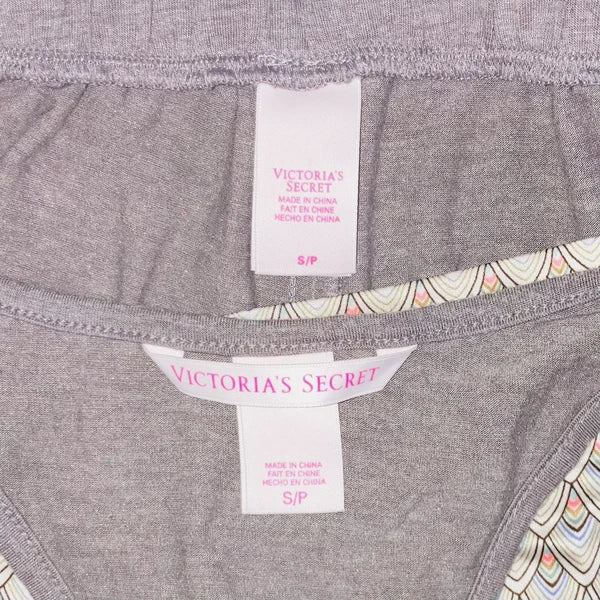 VICTORIA'S
SECRET
MADE IN CHINA
FAIT EN CHINE
HECHO EN CHINA
S/P
VICTORIA'S SECRET
MADE IN CHINA
FAIT EN CHINE
HECHO EN CHINA
S/P